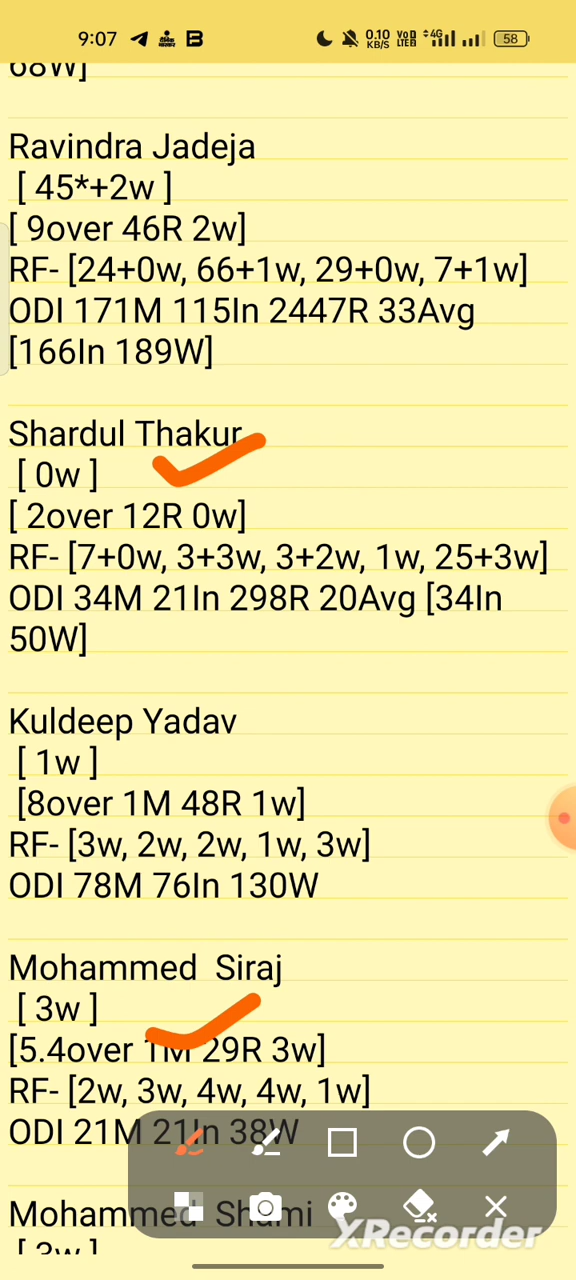 9:07
0.10 KB/S
4G
58
68W]
Ravindra Jadeja
[ 45*+2w ]
[ 9over 46R 2w]
RF- [24+0w, 66+1w, 29+0w, 7+1w]
ODI 171M 115In 2447R 33Avg
[166In 189W]
Shardul Thakur
[ 0w ]
[ 2over 12R 0w]
RF- [7+0w, 3+3w, 3+2w, 1w, 25+3w]
ODI 34M 21In 298R 20Avg [34In
50W]
Kuldeep Yadav
[ 1w ]
[8over 1M 48R 1w]
RF- [3w, 2w, 2w, 1w, 3w]
ODI 78M 76In 130W
Mohammed Siraj
[ 3w ]
[5.4over 1M 29R 3w]
RF- [2w, 3w, 4w, 4w, 1w]
ODI 21M 21In 38W
Mohammed Shami
[ 3w ]
XRecorder